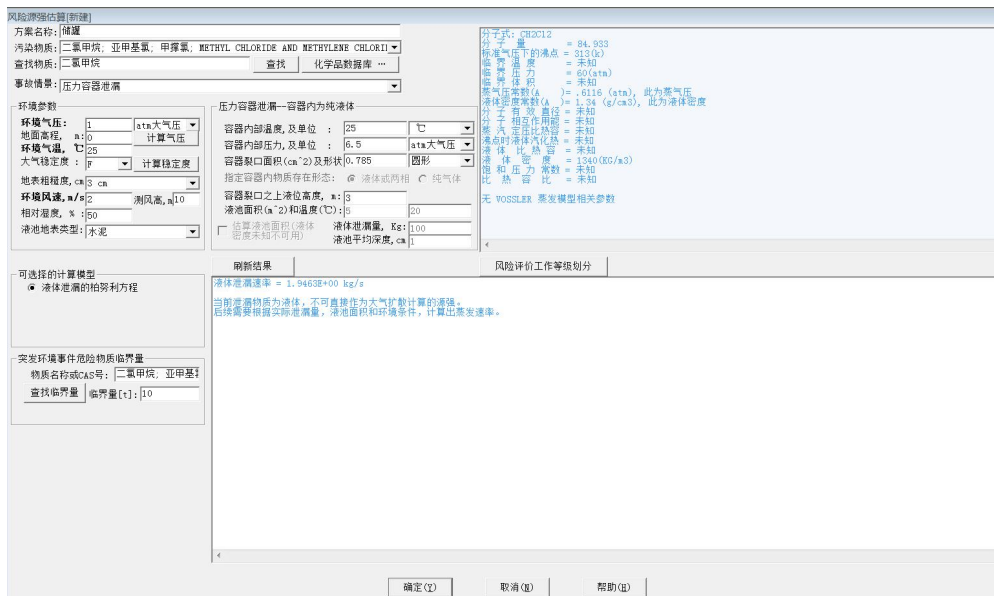 风险源强估算[新建]
方案名称: 储罐
污染物质: 二氯甲烷; 亚甲基氯; 甲撑氯; METHYL CHLORIDE AND METHYLENE CHLORI
查找物质: 二氯甲烷 查找 化学品数据库 …
事故情景: 压力容器泄漏
环境参数
环境气压: 1 atm大气压
地面高程, m: 0 计算气压
环境气温, ℃ 25
大气稳定度 : F 计算稳定度
地表粗糙度, cm 3 cm
环境风速, m/s 2 测风高, m 10
相对湿度, % : 50
液池地表类型: 水泥
压力容器泄漏--容器内为纯液体
容器内部温度,及单位 : 25 ℃
容器内部压力,及单位 : 6.5 atm大气压
容器裂口面积(cm^2)及形状 0.785 圆形
指定容器内物质存在形态: 液体或两相 纯气体
容器裂口之上液位高度, m: 3
液池面积(m^2)和温度(℃): 5 20
估算液池面积(液体密度未知不可用)
液体泄漏量, Kg: 100
液池平均深度, cm 1
分子式: CH2Cl2
分 子 量 = 84.933
标准气压下的沸点 = 313(k)
临 界 温 度 = 未知
临 界 压 力 = 60(atm)
临 界 体 积 = 未知
蒸气压常数(A )= .6116 (atm), 此为蒸气压
液体密度常数(A )= 1.34 (g/cm3), 此为液体密度
分 子 有 效 直 径 = 未知
分 子 相互作用能 = 未知
蒸 汽 定压比热容 = 未知
沸点时液体汽化热 = 未知
液 体 比 热 容 = 未知
液 体 密 度 = 1340(KG/m3)
饱 和 压 力 常数 = 未知
比 热 容 比 = 未知
无 VOSSLER 蒸发模型相关参数
刷新结果 风险评价工作等级划分
可选择的计算模型
液体泄漏的柏努利方程
液体泄漏速率 = 1.9463E+00 kg/s
当前泄漏物质为液体, 不可直接作为大气扩散计算的源强。
后续需要根据实际泄漏量, 液池面积和环境条件, 计算出蒸发速率。
突发环境事件危险物质临界量
物质名称或CAS号: 二氯甲烷; 亚甲基
查找临界量 临界量[t]: 10
确定(Y) 取消(N) 帮助(H)